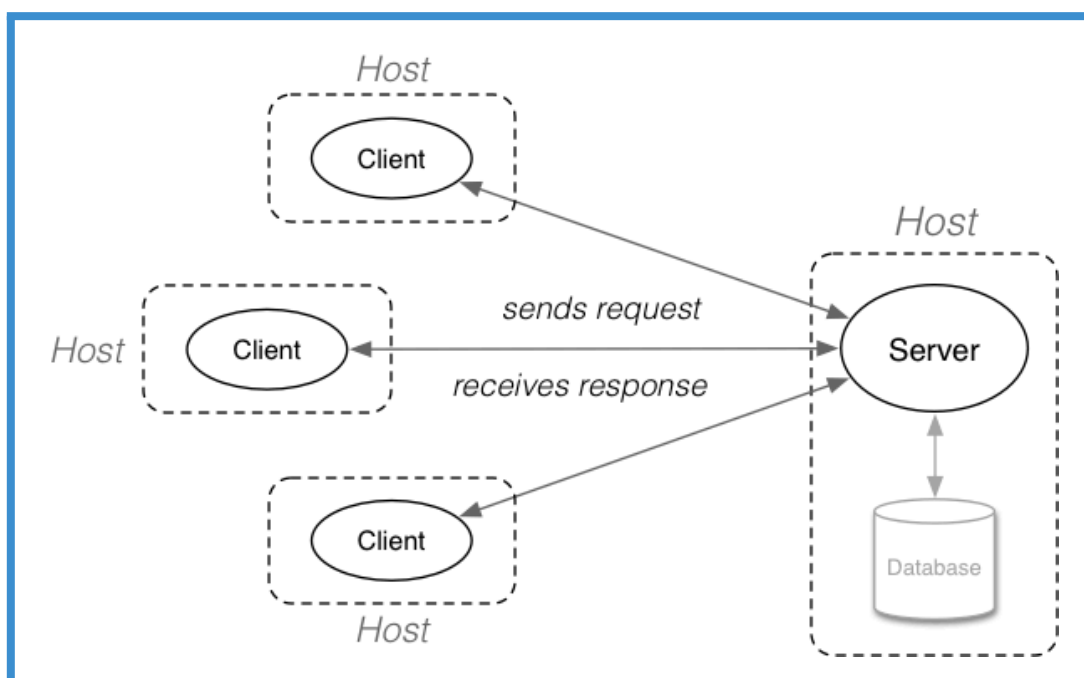 Host
Client
Host
sends request
Host
Client
Server
receives response
Client
Database
Host